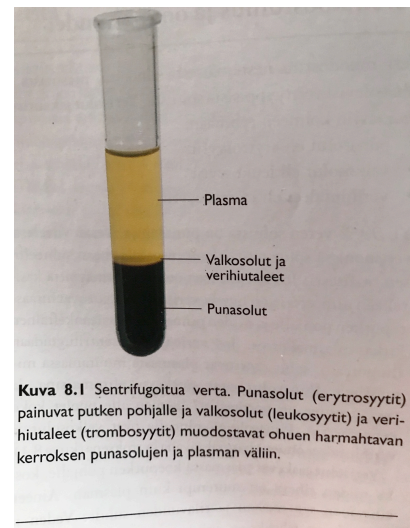 Plasma
Valkosolut ja
verihiutaleet
Punasolut
Kuva 8.1 Sentrifugoitua verta. Punasolut (erytrosyytit)
painuvat putken pohjalle ja valkosolut (leukosyytit) ja veri-
hiutaleet (trombosyytit) muodostavat ohuen harmahtavan
kerroksen punasolujen ja plasman väliin.